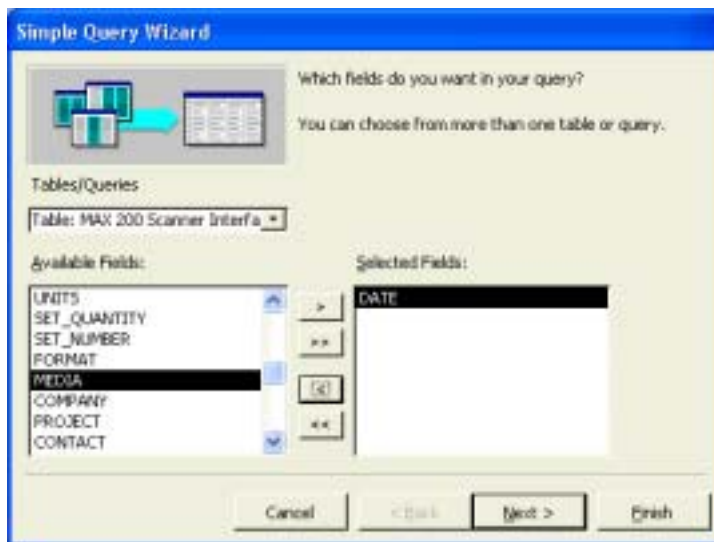 Simple Query Wizard
Which fields do you want in your query?
You can choose from more than one table or query.
Tables/Queries
Table: MAX 200 Scanner Interfa
Available Fields:
Selected Fields:
UNITS
SET_QUANTITY
SET_NUMBER
FORMAT
MEDIA
COMPANY
PROJECT
CONTACT
>
>>
<
<<
DATE
Cancel
< Back
Next >
Finish